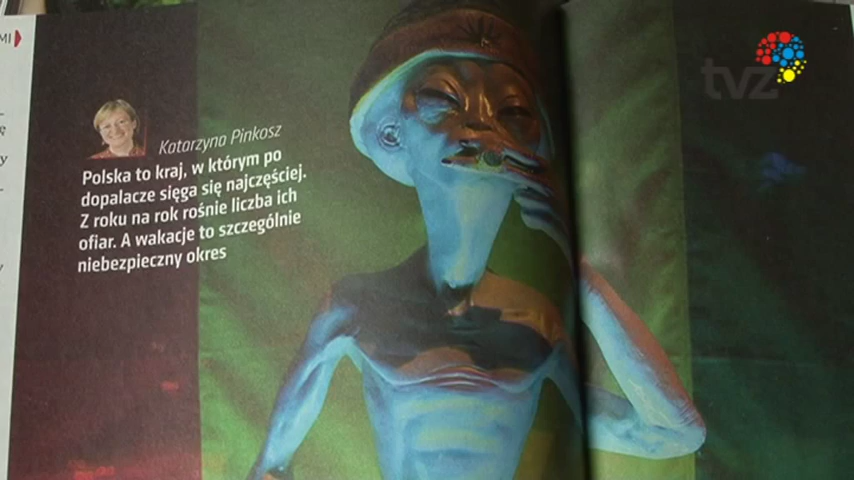 MI
tvz
Katarzyna Pinkosz
Polska to kraj, w którym po
dopalacze sięga się najczęściej.
Z roku na rok rośnie liczba ich
ofiar. A wakacje to szczególnie
niebezpieczny okres